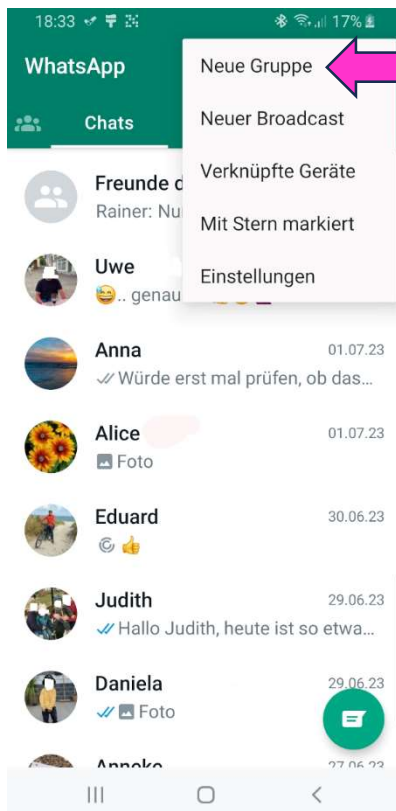 18:33
17%
WhatsApp
Neue Gruppe
Chats
Neuer Broadcast
Verknüpfte Geräte
Mit Stern markiert
Einstellungen
Freunde d
Rainer: Nu
Uwe
😅.. genau
Anna
01.07.23
Würde erst mal prüfen, ob das...
Alice
01.07.23
Foto
Eduard
30.06.23
👍
Judith
29.06.23
Hallo Judith, heute ist so etwa...
Daniela
29.06.23
Foto
Anneke
27.06.23